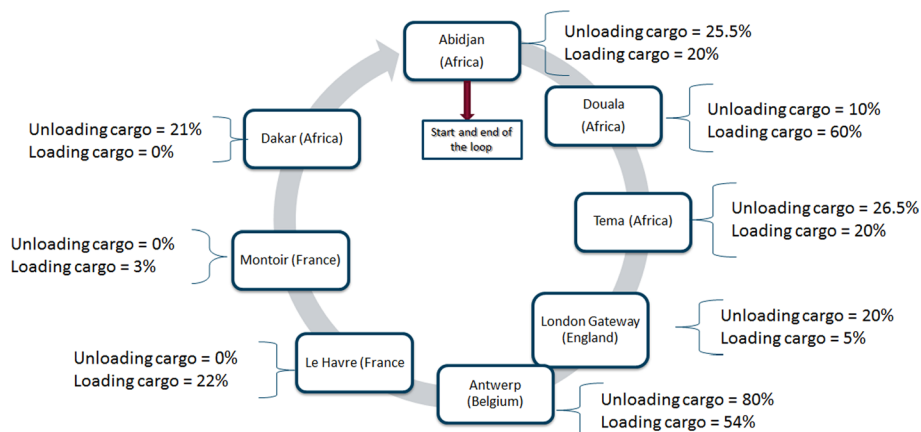 Abidjan
(Africa)
Unloading cargo = 25.5%
Loading cargo = 20%
Start and end of
the loop
Douala
(Africa)
Unloading cargo = 10%
Loading cargo = 60%
Tema (Africa)
Unloading cargo = 26.5%
Loading cargo = 20%
London Gateway
(England)
Unloading cargo = 20%
Loading cargo = 5%
Antwerp
(Belgium)
Unloading cargo = 80%
Loading cargo = 54%
Le Havre (France
Unloading cargo = 0%
Loading cargo = 22%
Montoir (France)
Unloading cargo = 0%
Loading cargo = 3%
Dakar (Africa)
Unloading cargo = 21%
Loading cargo = 0%